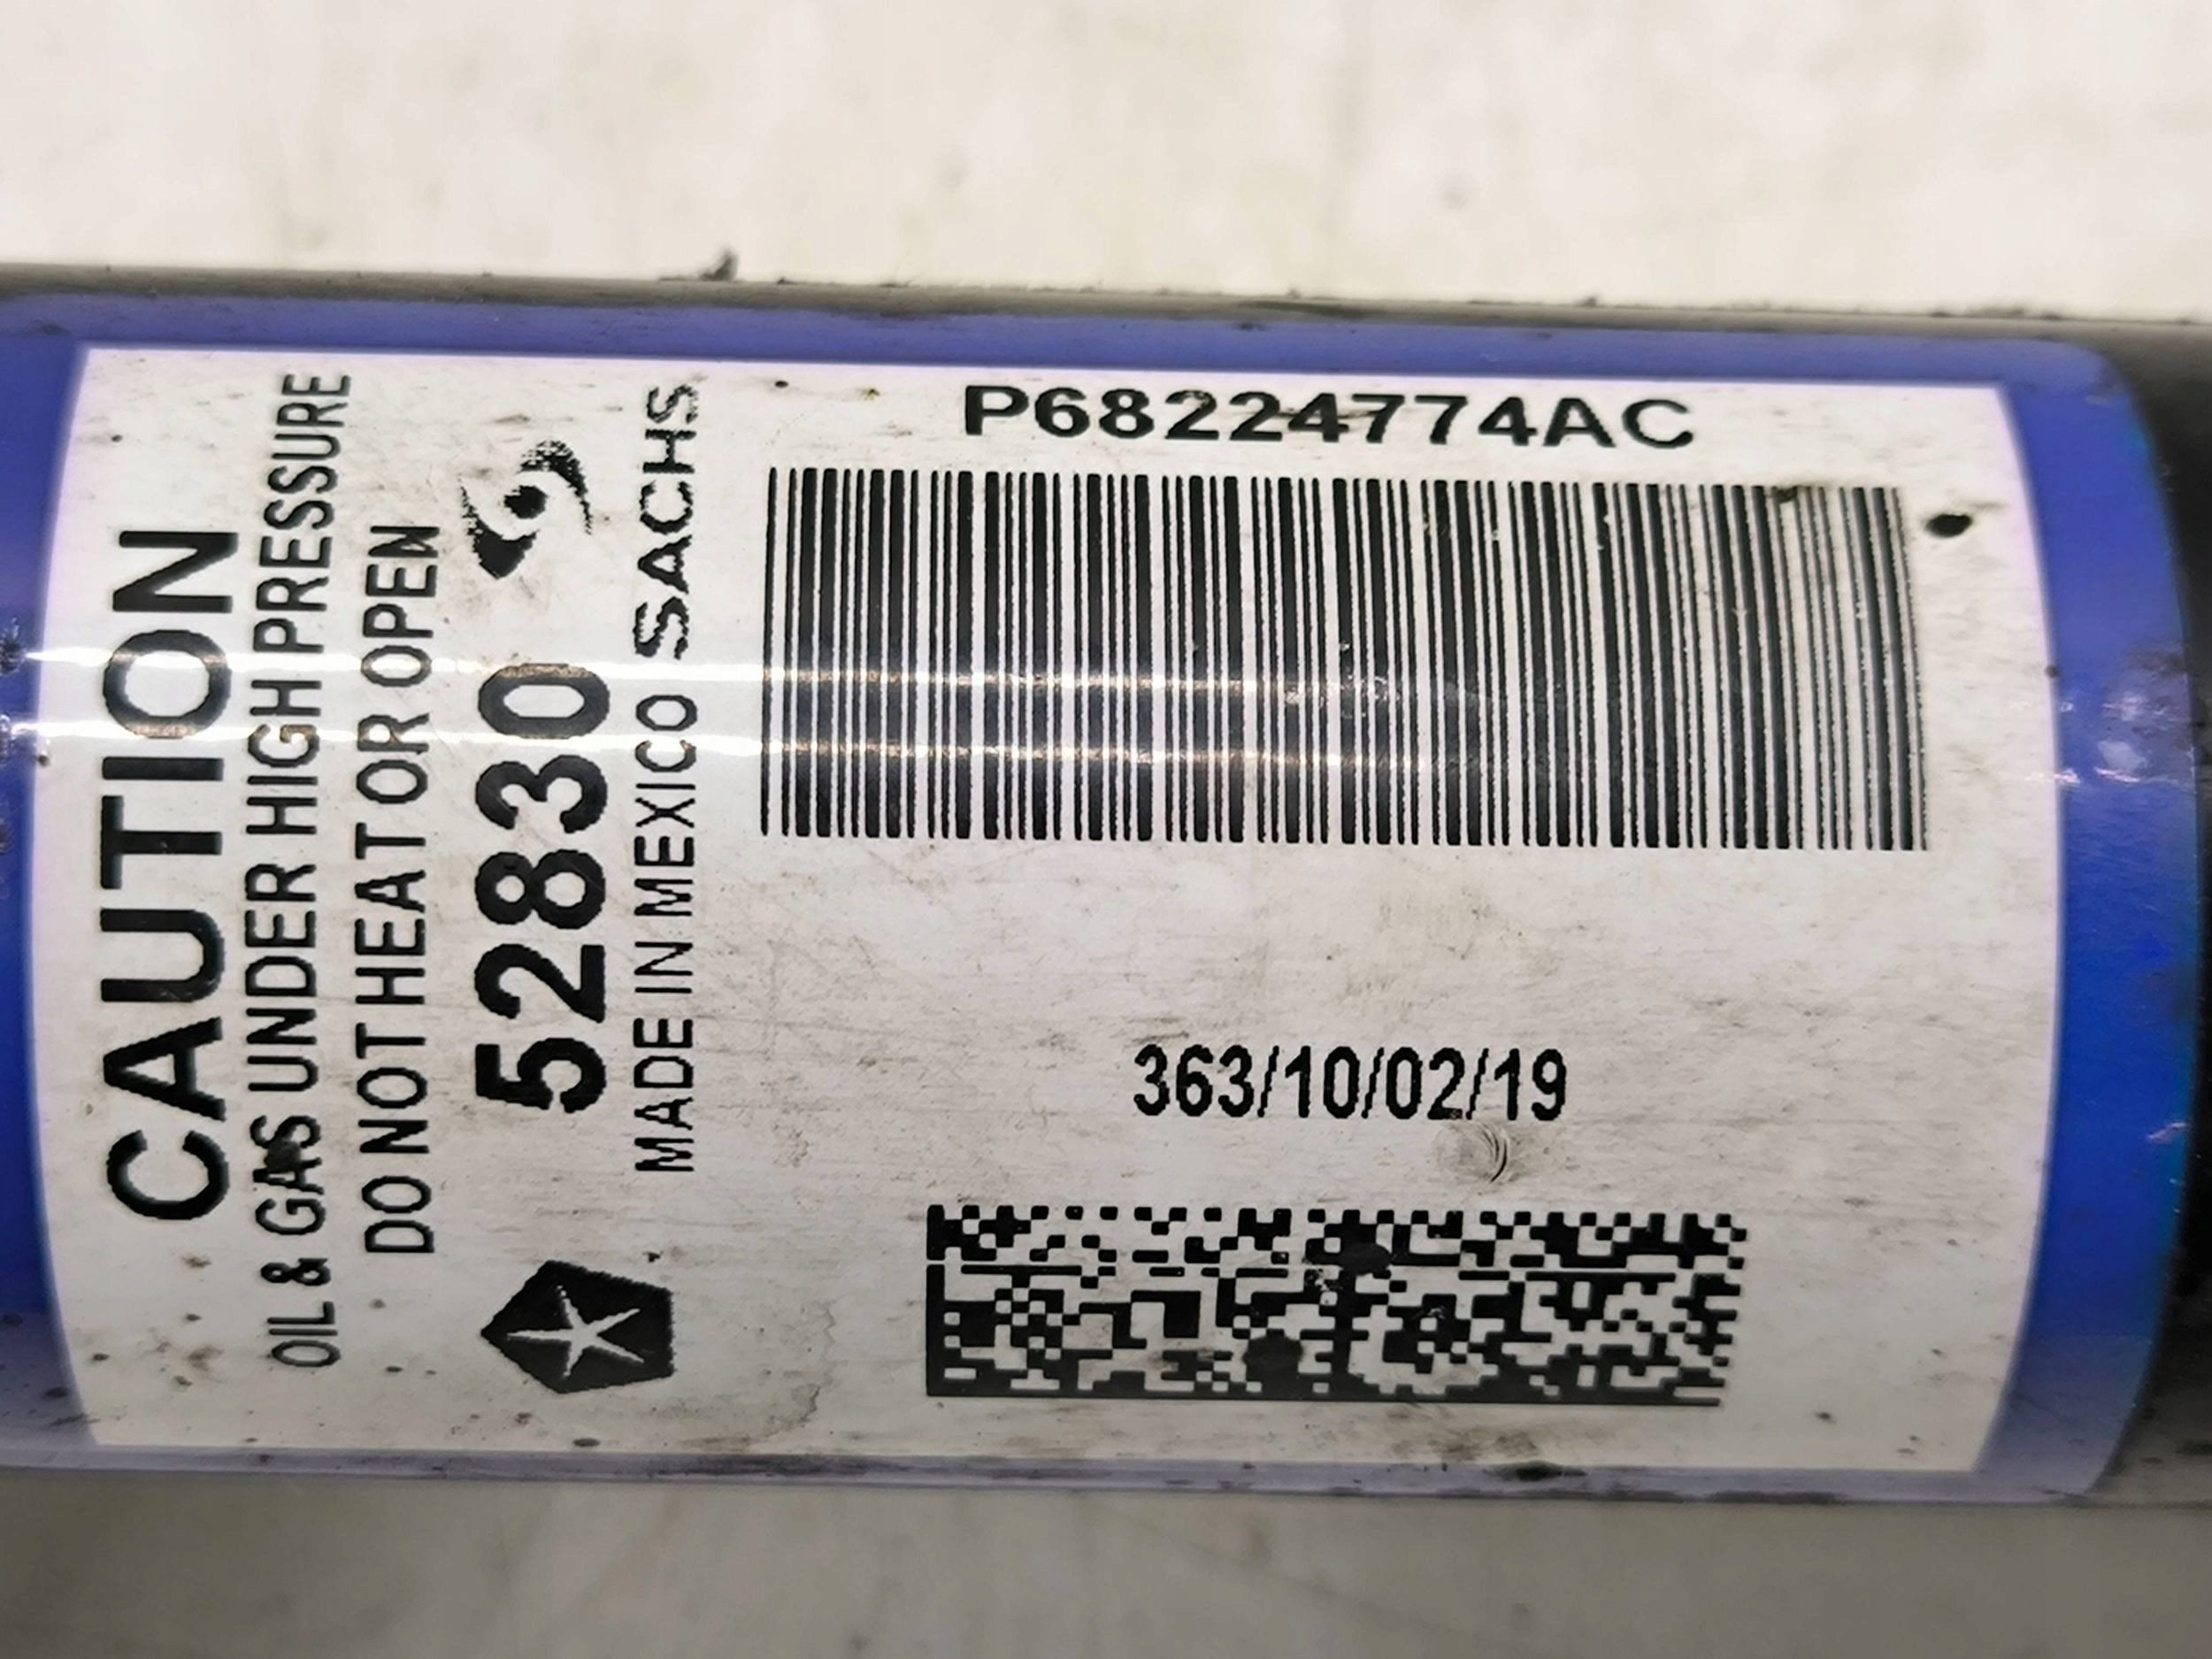 CAUTION
OIL & GAS UNDER HIGH PRESSURE
DO NOT HEAT OR OPEN
52830
MADE IN MEXICO SACHS
P68224774AC
363/10/02/19